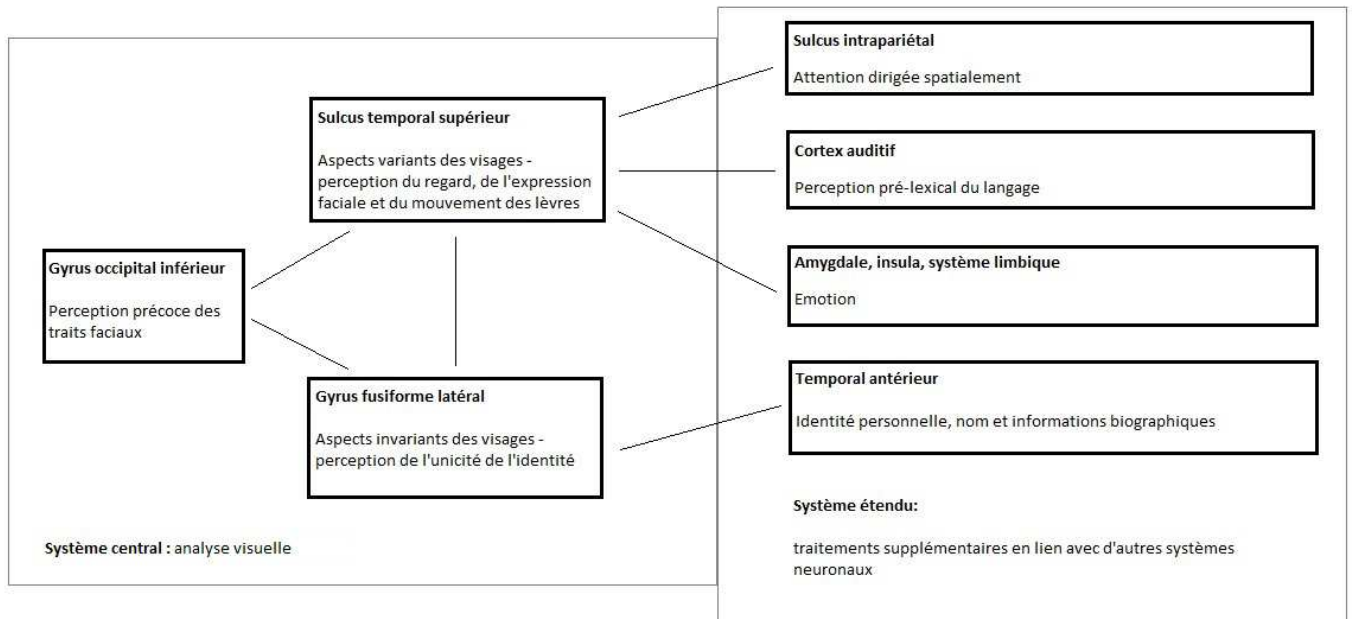 Sulcus intrapariétal
Attention dirigée spatialement
Sulcus temporal supérieur
Aspects variants des visages -
perception du regard, de l'expression
faciale et du mouvement des lèvres
Cortex auditif
Perception pré-lexical du langage
Gyrus occipital inférieur
Perception précoce des
traits faciaux
Amygdale, insula, système limbique
Emotion
Gyrus fusiforme latéral
Aspects invariants des visages -
perception de l'unicité de l'identité
Temporal antérieur
Identité personnelle, nom et informations biographiques
Système central : analyse visuelle
Système étendu:
traitements supplémentaires en lien avec d'autres systèmes
neuronaux